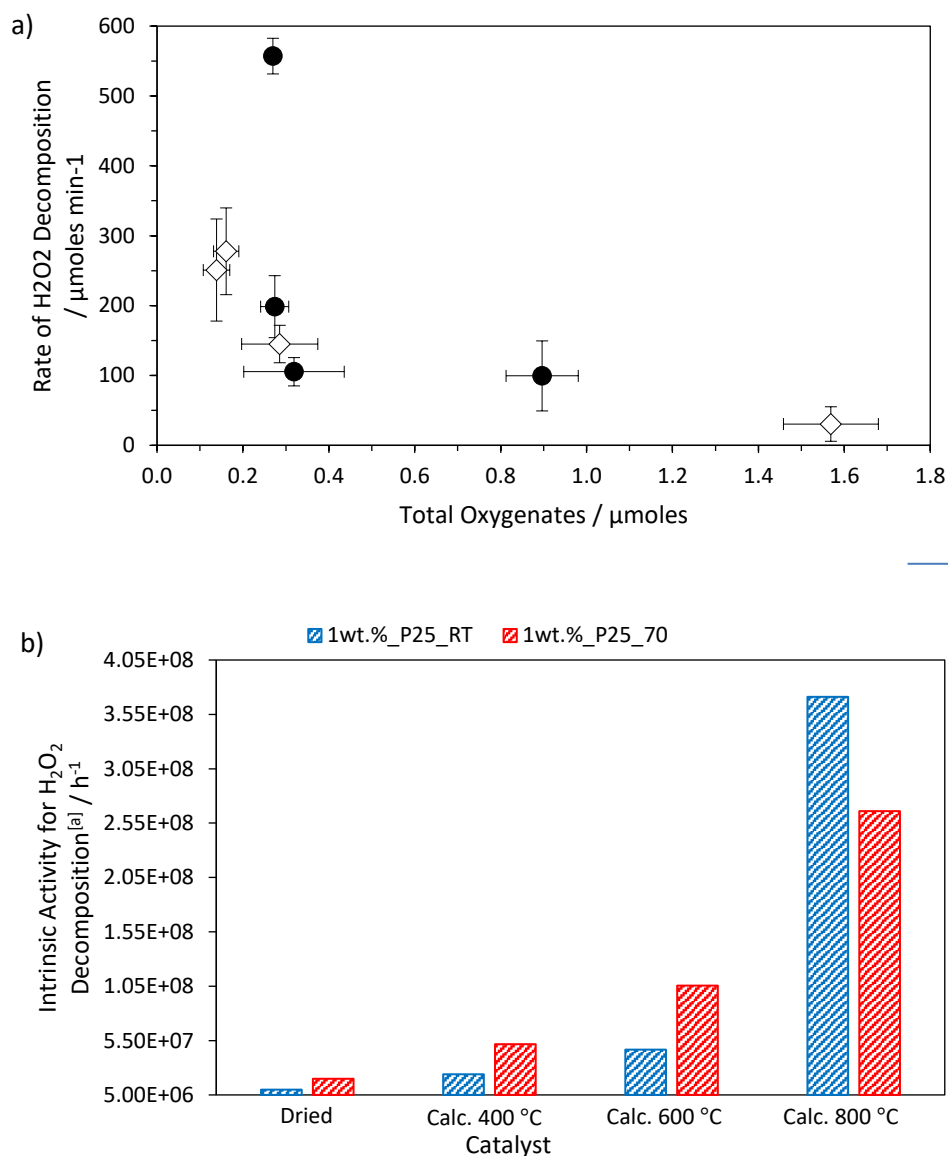 a)
600
500
400
300
200
100
0
Rate of H2O2 Decomposition
/ µmoles min-1
0.0 0.2 0.4 0.6 0.8 1.0 1.2 1.4 1.6 1.8
Total Oxygenates / µmoles
b)
1wt.%_P25_RT 1wt.%_P25_70
4.05E+08
3.55E+08
3.05E+08
2.55E+08
2.05E+08
1.55E+08
1.05E+08
5.50E+07
5.00E+06
Intrinsic Activity for H₂O₂
Decomposition[a] / h⁻¹
Dried Calc. 400 °C Calc. 600 °C Calc. 800 °C
Catalyst